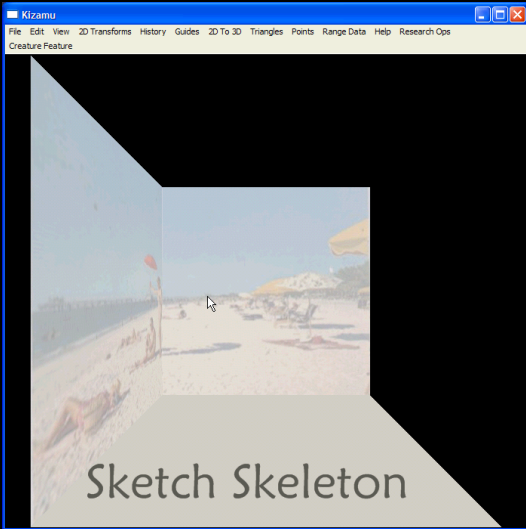 Kizamu
File Edit View 2D Transforms History Guides 2D To 3D Triangles Points Range Data Help Research Ops
Creature Feature
Sketch Skeleton